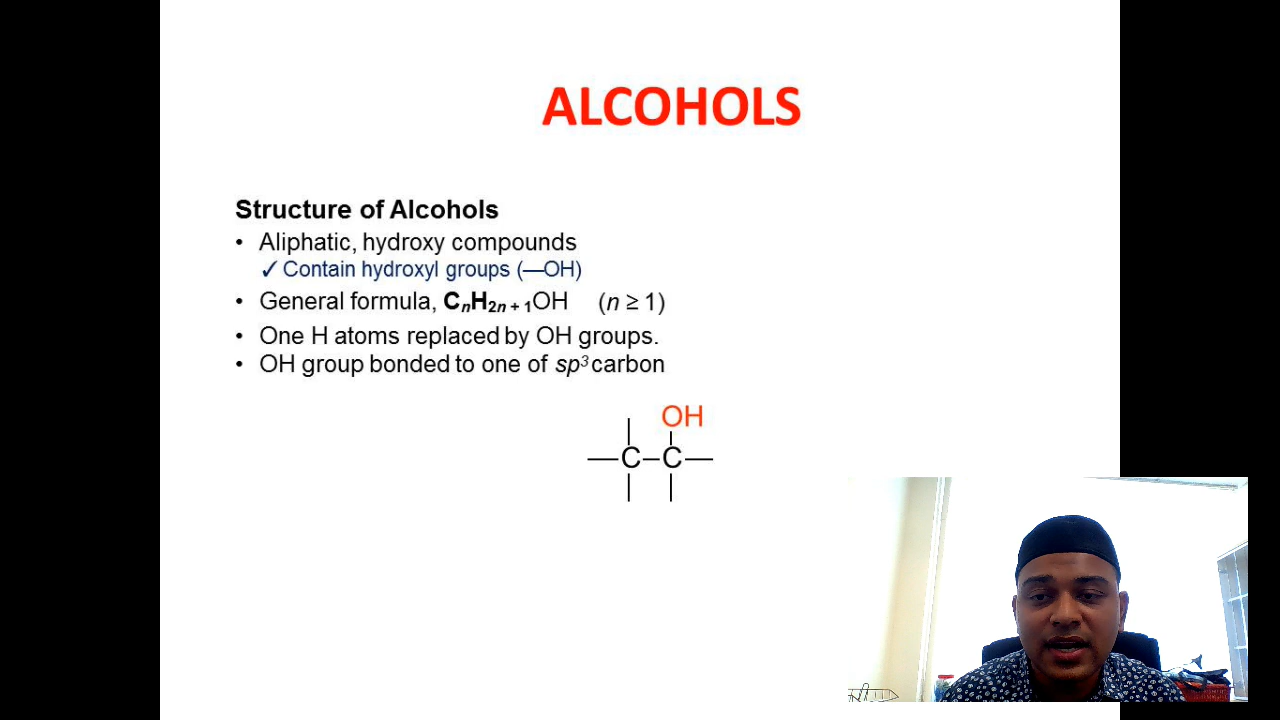 ALCOHOLS
Structure of Alcohols
• Aliphatic, hydroxy compounds
✓ Contain hydroxyl groups (—OH)
• General formula, CnH2n + 1OH (n ≥ 1)
• One H atoms replaced by OH groups.
• OH group bonded to one of sp3 carbon
OH
—C–C—